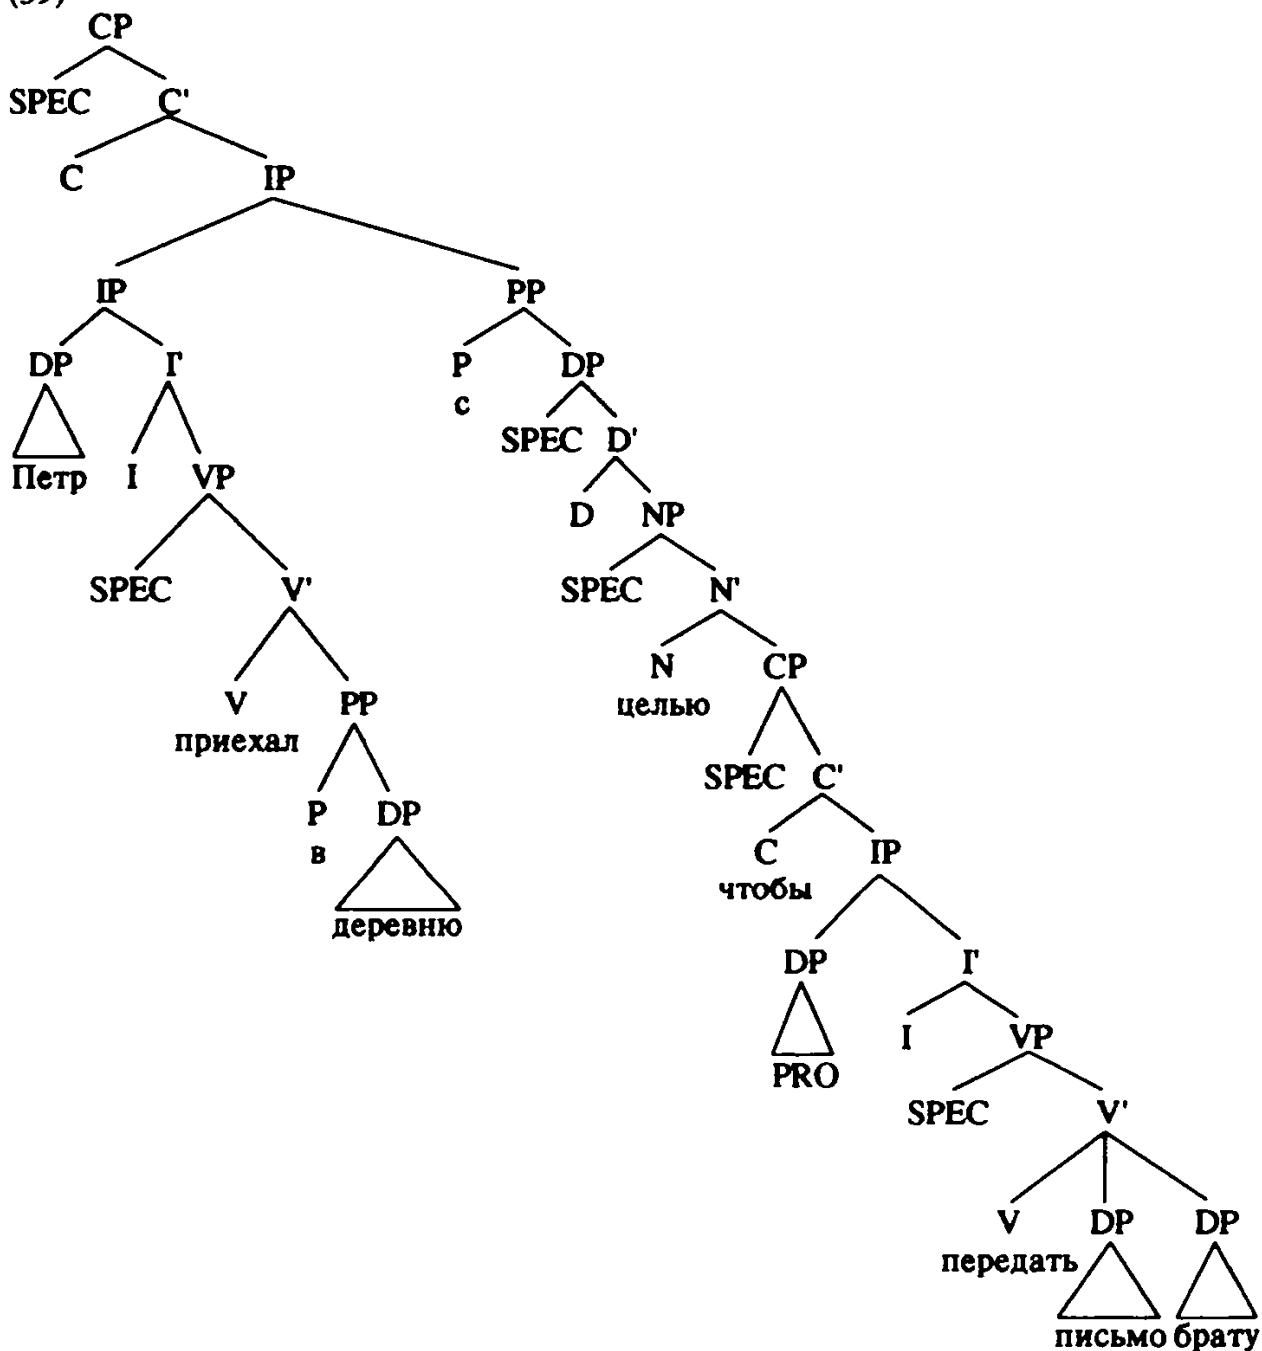 CP
SPEC C'
C IP
IP PP
DP I' P DP
с
SPEC D'
Петр I VP
D NP
SPEC V' SPEC N'
N CP
V PP целью
приехал
SPEC C'
P DP
C IP
в
чтобы
деревню
DP I'
I VP
PRO
SPEC V'
V DP DP
передать
письмо брату